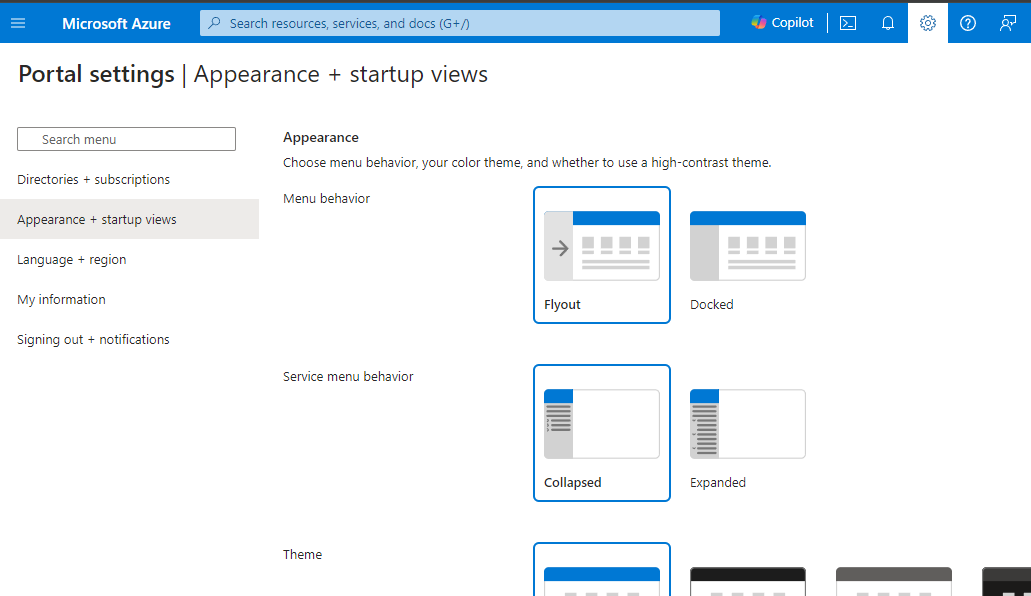 Microsoft Azure
Search resources, services, and docs (G+/)
Copilot
Portal settings | Appearance + startup views
Search menu
Directories + subscriptions
Appearance + startup views
Language + region
My information
Signing out + notifications
Appearance
Choose menu behavior, your color theme, and whether to use a high-contrast theme.
Menu behavior
Flyout
Docked
Service menu behavior
Collapsed
Expanded
Theme